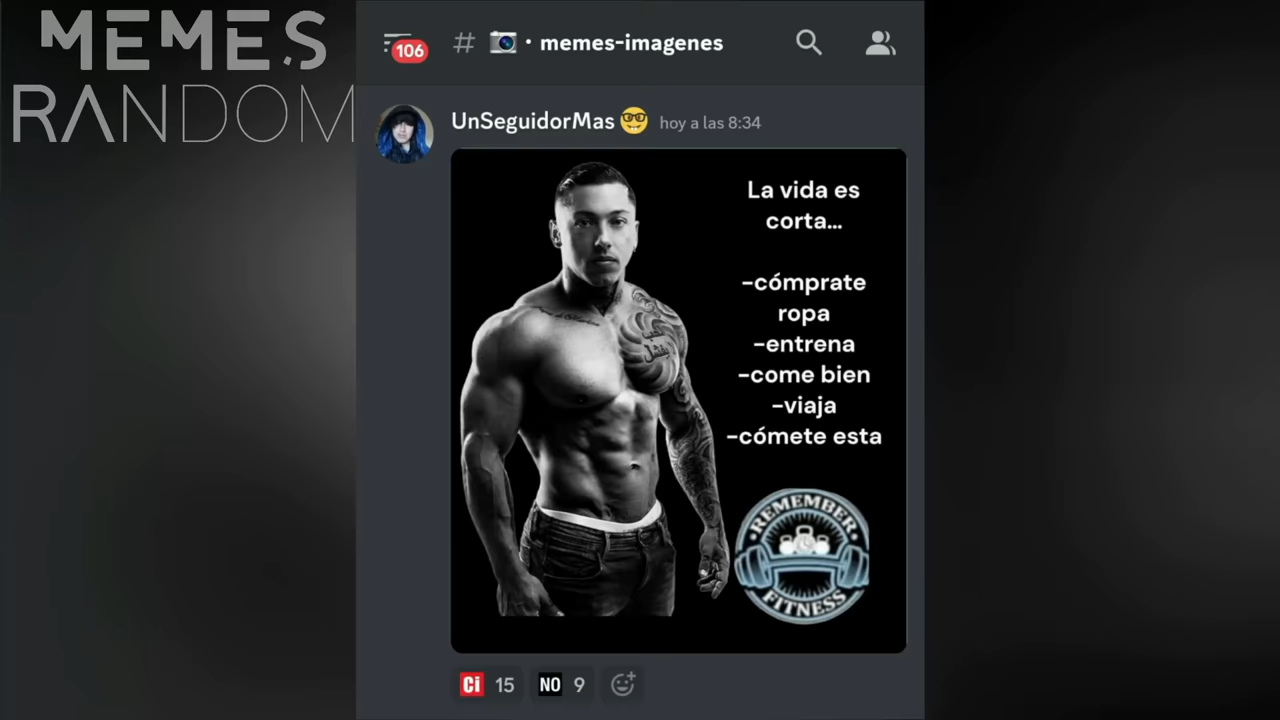 MEMES
RANDOM
106
# • memes-imagenes
UnSeguidorMas hoy a las 8:34
La vida es
corta...
-cómprate
ropa
-entrena
-come bien
-viaja
-cómete esta
REMEMBER
FITNESS
Ci 15 NO 9